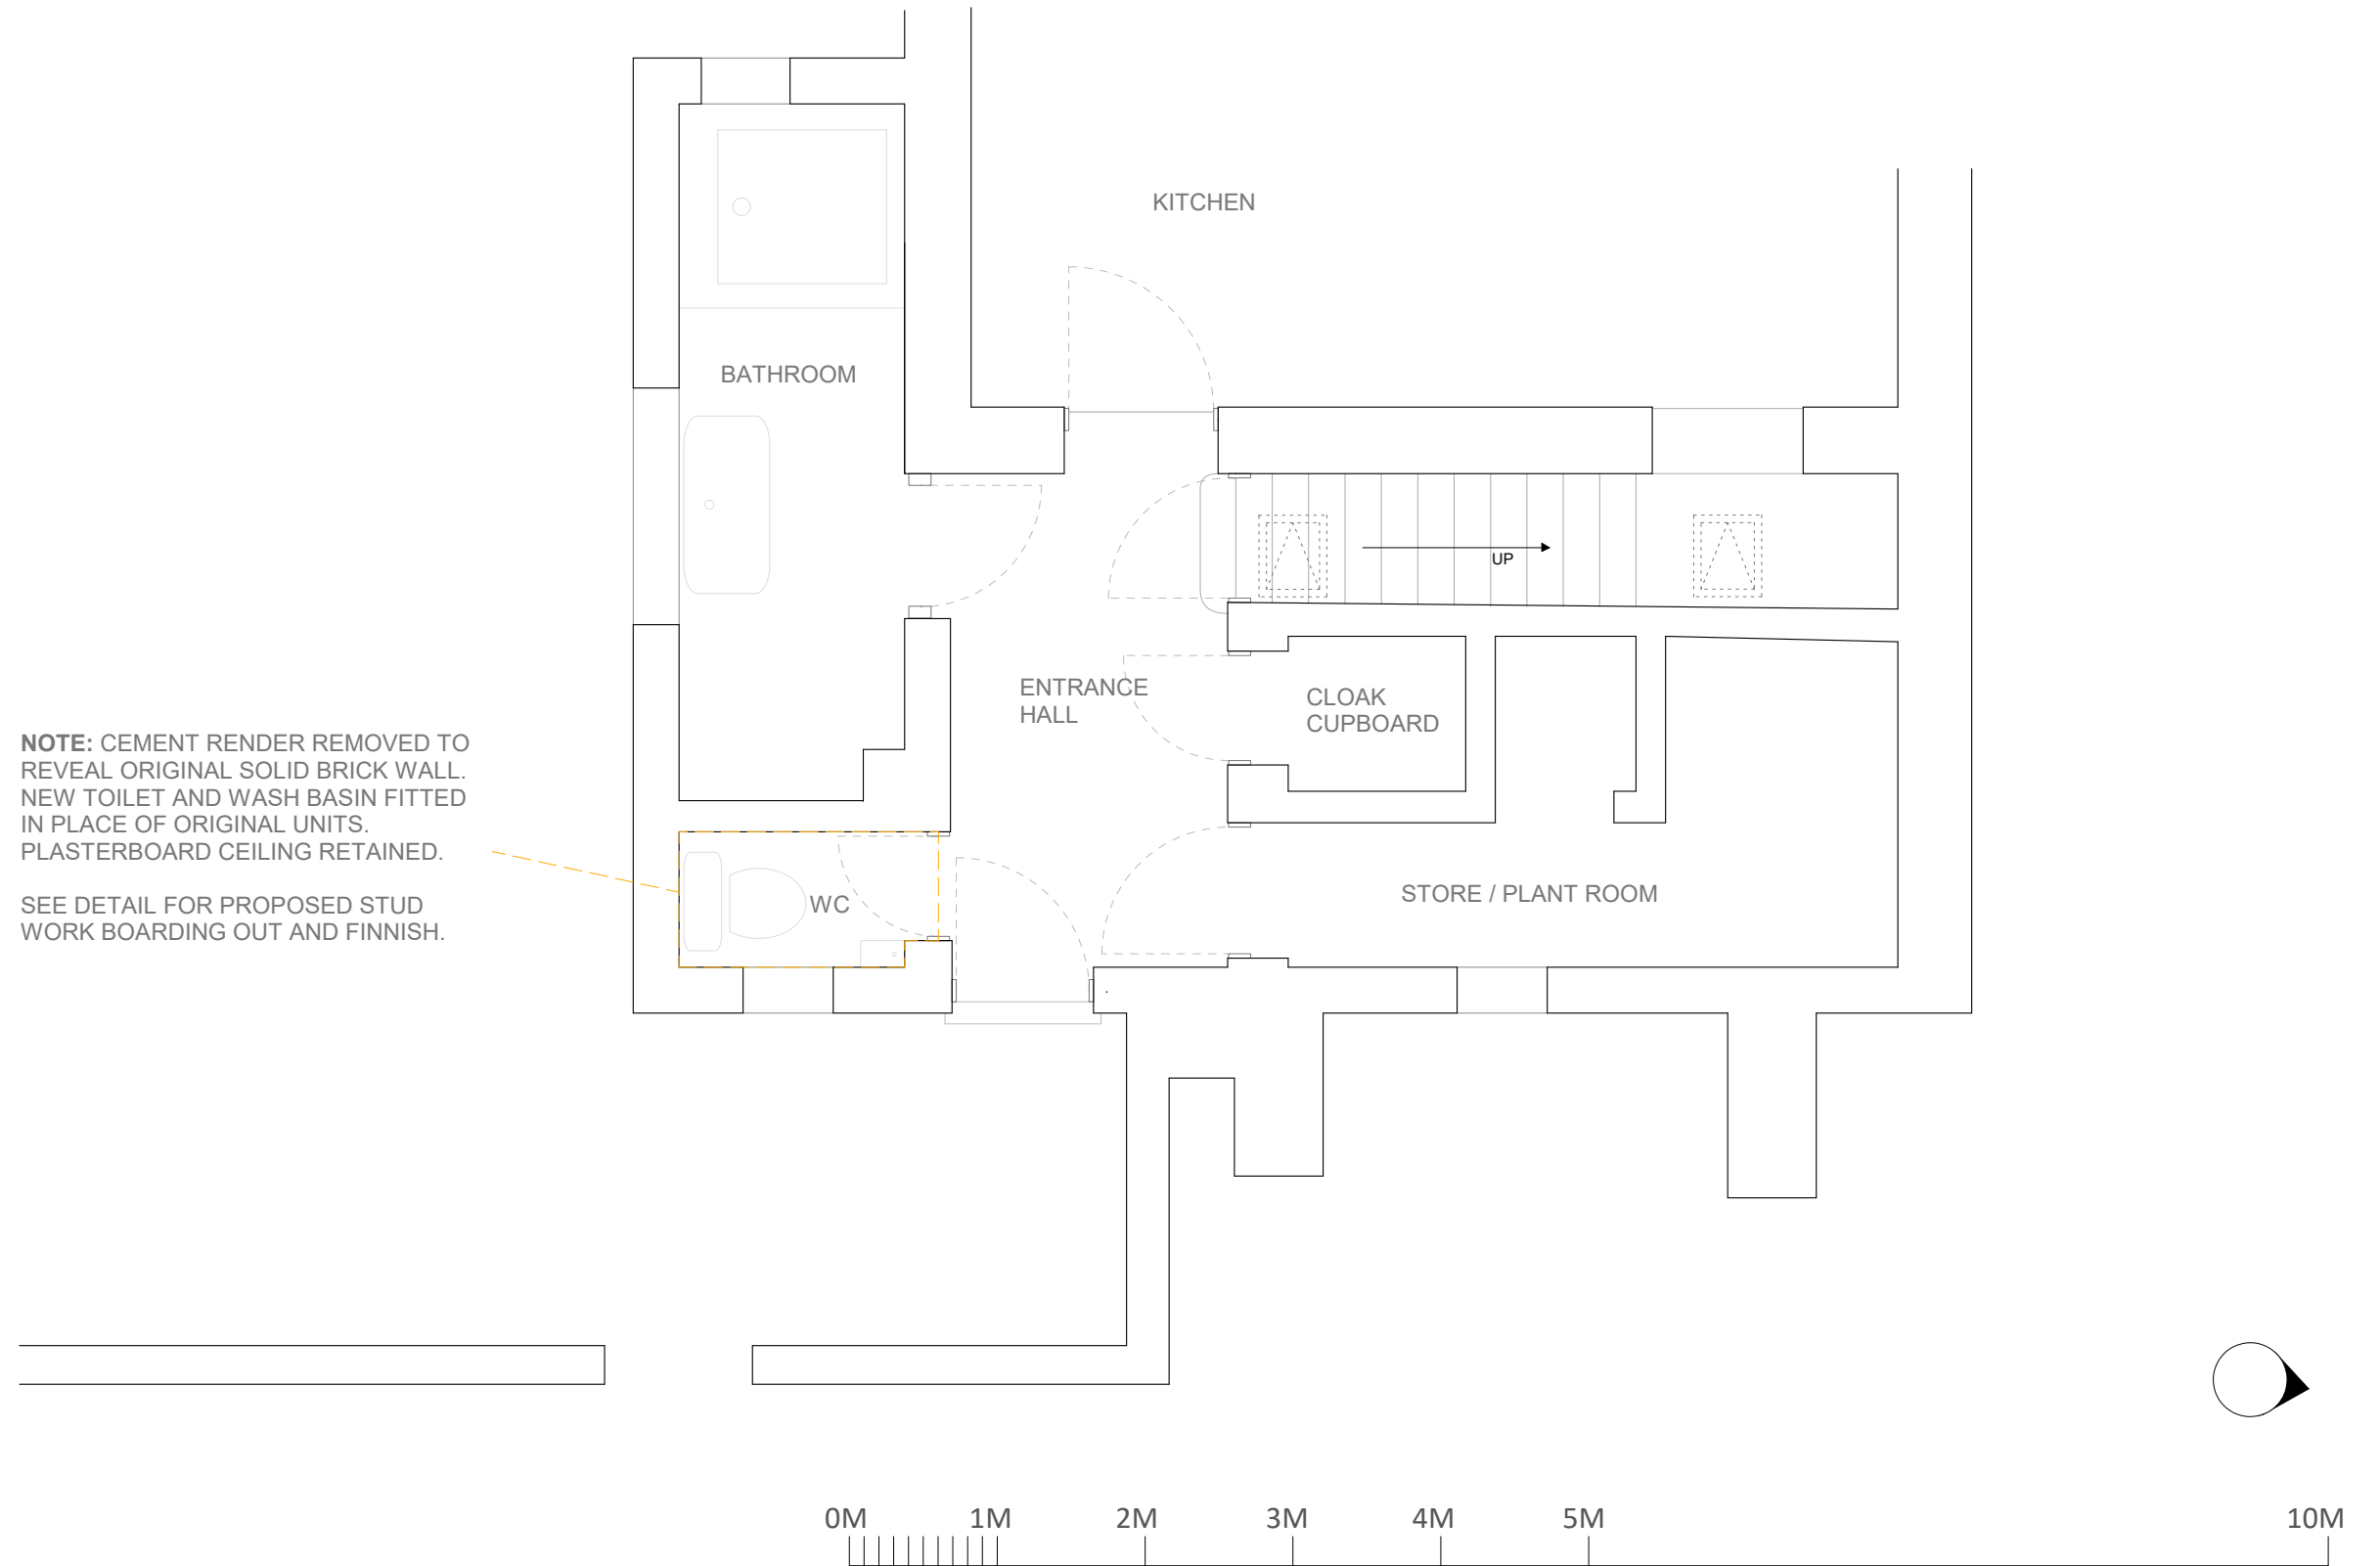 KITCHEN
BATHROOM
UP
ENTRANCE
HALL
CLOAK
CUPBOARD
NOTE: CEMENT RENDER REMOVED TO
REVEAL ORIGINAL SOLID BRICK WALL.
NEW TOILET AND WASH BASIN FITTED
IN PLACE OF ORIGINAL UNITS.
PLASTERBOARD CEILING RETAINED.
SEE DETAIL FOR PROPOSED STUD
WORK BOARDING OUT AND FINNISH.
WC
STORE / PLANT ROOM
0M 1M 2M 3M 4M 5M 10M